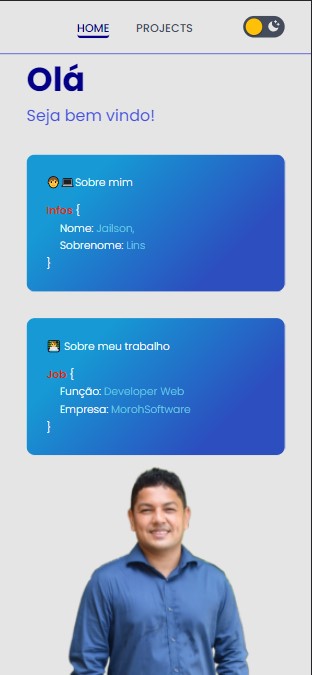 HOME PROJECTS
Olá
Seja bem vindo!
Sobre mim
Infos {
Nome: Jailson,
Sobrenome: Lins
}
Sobre meu trabalho
Job {
Função: Developer Web
Empresa: MorohSoftware
}